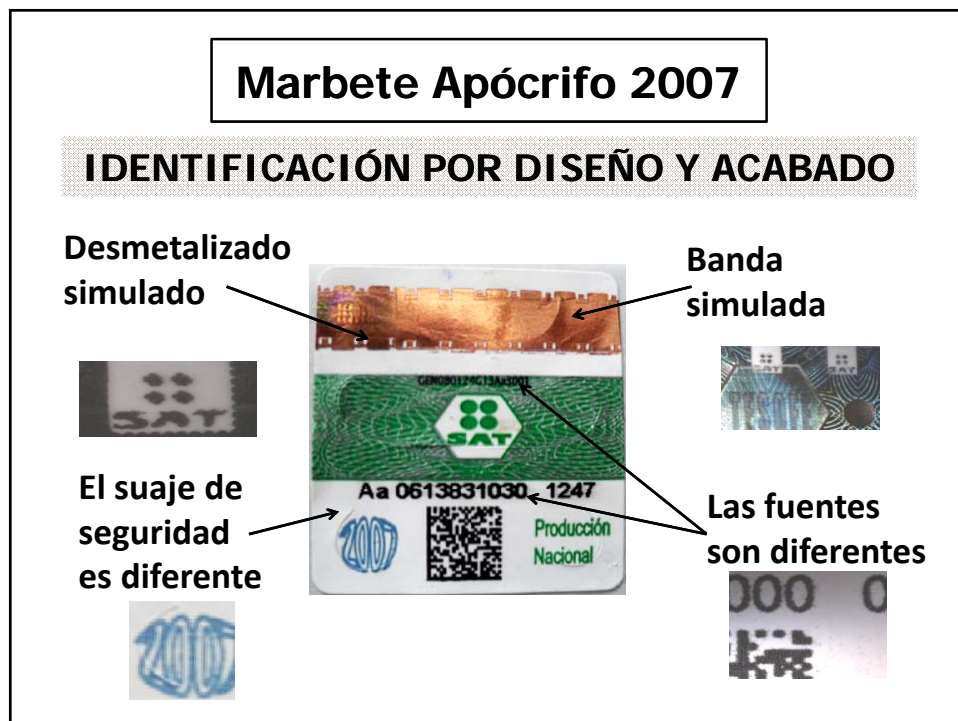 Marbete Apócrifo 2007
IDENTIFICACIÓN POR DISEÑO Y ACABADO
Desmetalizado
simulado
Banda
simulada
SAT
SAT
El suaje de
seguridad
es diferente
SAT
Aa 0613831030 1247
2007
Producción
Nacional
Las fuentes
son diferentes
2007
000 0